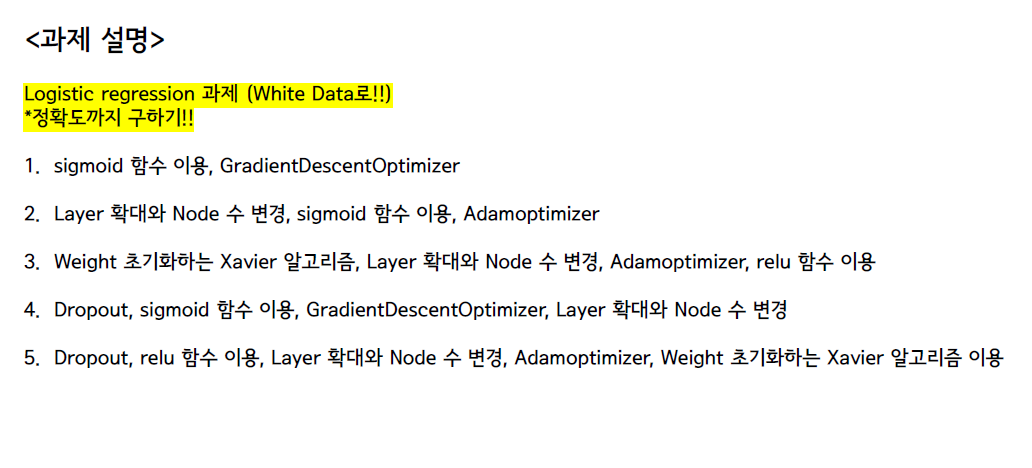 <과제 설명>
Logistic regression 과제 (White Data로!!)
*정확도까지 구하기!!
1. sigmoid 함수 이용, GradientDescentOptimizer
2. Layer 확대와 Node 수 변경, sigmoid 함수 이용, Adamoptimizer
3. Weight 초기화하는 Xavier 알고리즘, Layer 확대와 Node 수 변경, Adamoptimizer, relu 함수 이용
4. Dropout, sigmoid 함수 이용, GradientDescentOptimizer, Layer 확대와 Node 수 변경
5. Dropout, relu 함수 이용, Layer 확대와 Node 수 변경, Adamoptimizer, Weight 초기화하는 Xavier 알고리즘 이용